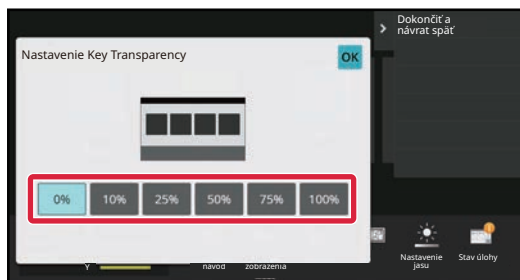 Dokončiť a
návrat späť
Nastavenie Key Transparency
OK
0% 10% 25% 50% 75% 100%
Nastavenie
jasu
Stav úlohy
Y
návod
zobrazenia